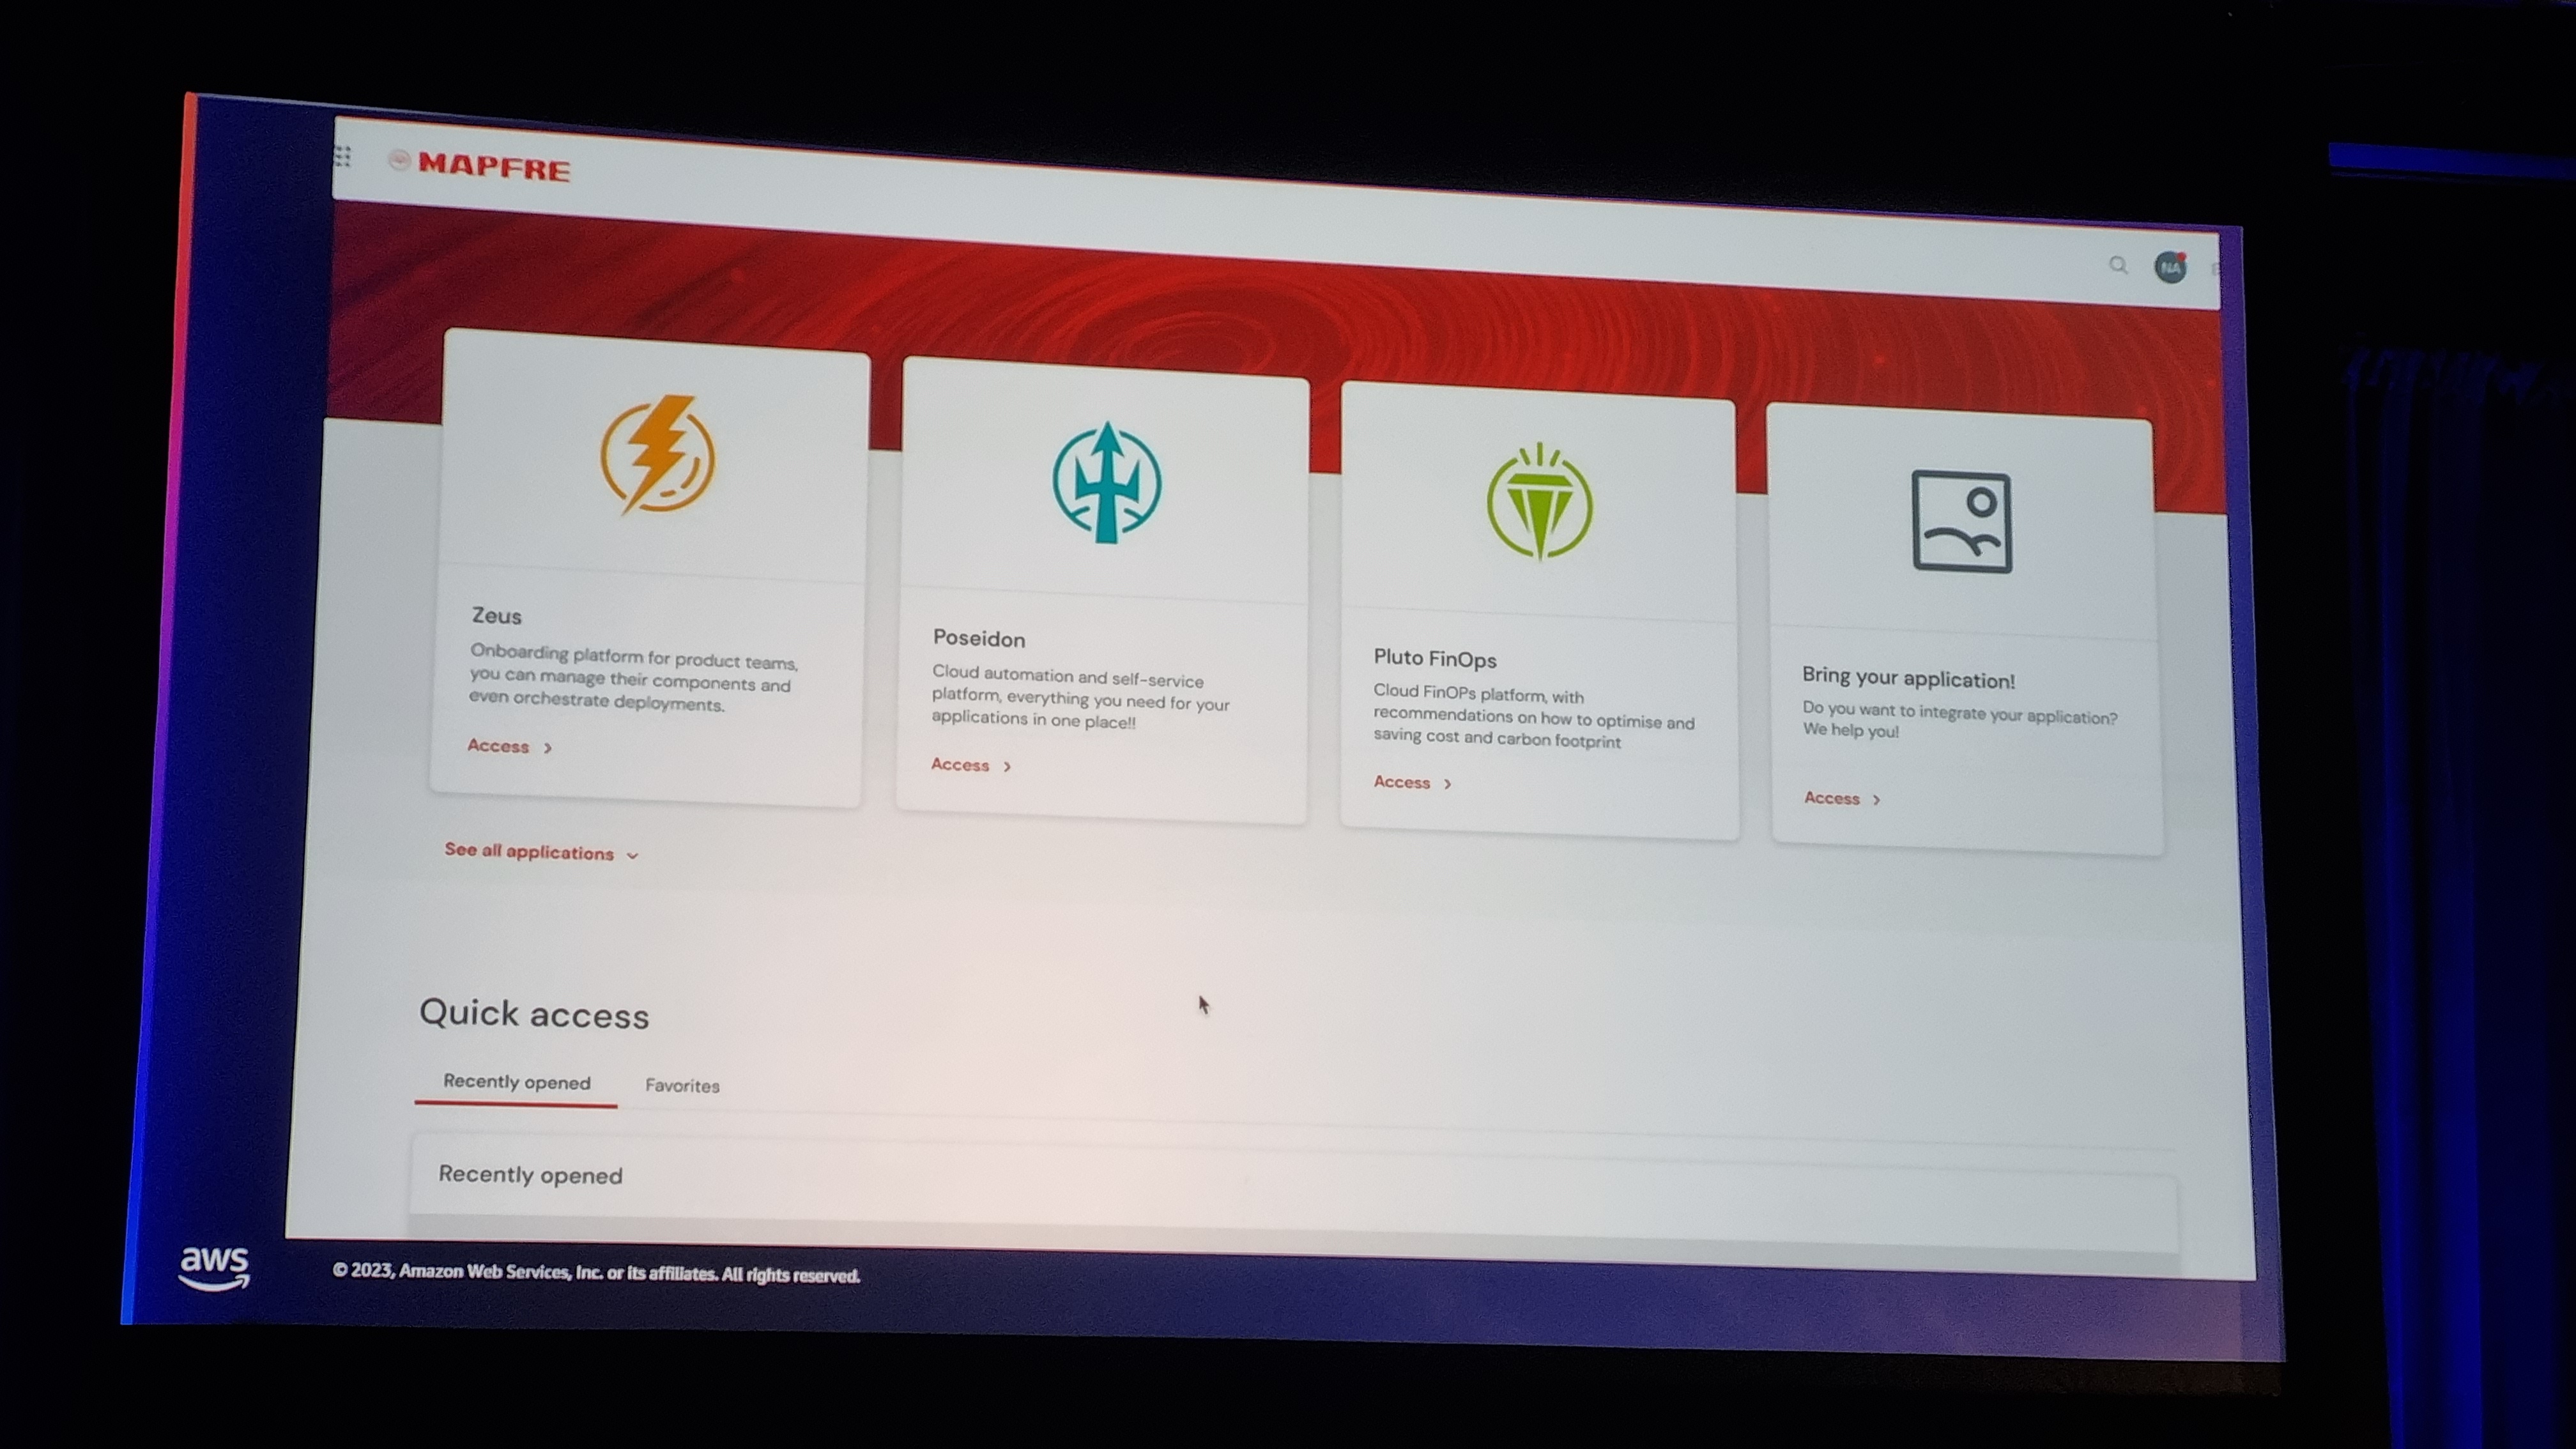 MAPFRE
NA
Zeus
Onboarding platform for product teams,
you can manage their components and
even orchestrate deployments.
Access
Poseidon
Cloud automation and self-service
platform, everything you need for your
applications in one place!!
Access
Pluto FinOps
Cloud FinOPs platform, with
recommendations on how to optimise and
saving cost and carbon footprint
Access
Bring your application!
Do you want to integrate your application?
We help you!
Access
See all applications
Quick access
Recently opened
Favorites
Recently opened
aws
© 2023, Amazon Web Services, Inc. or its affiliates. All rights reserved.